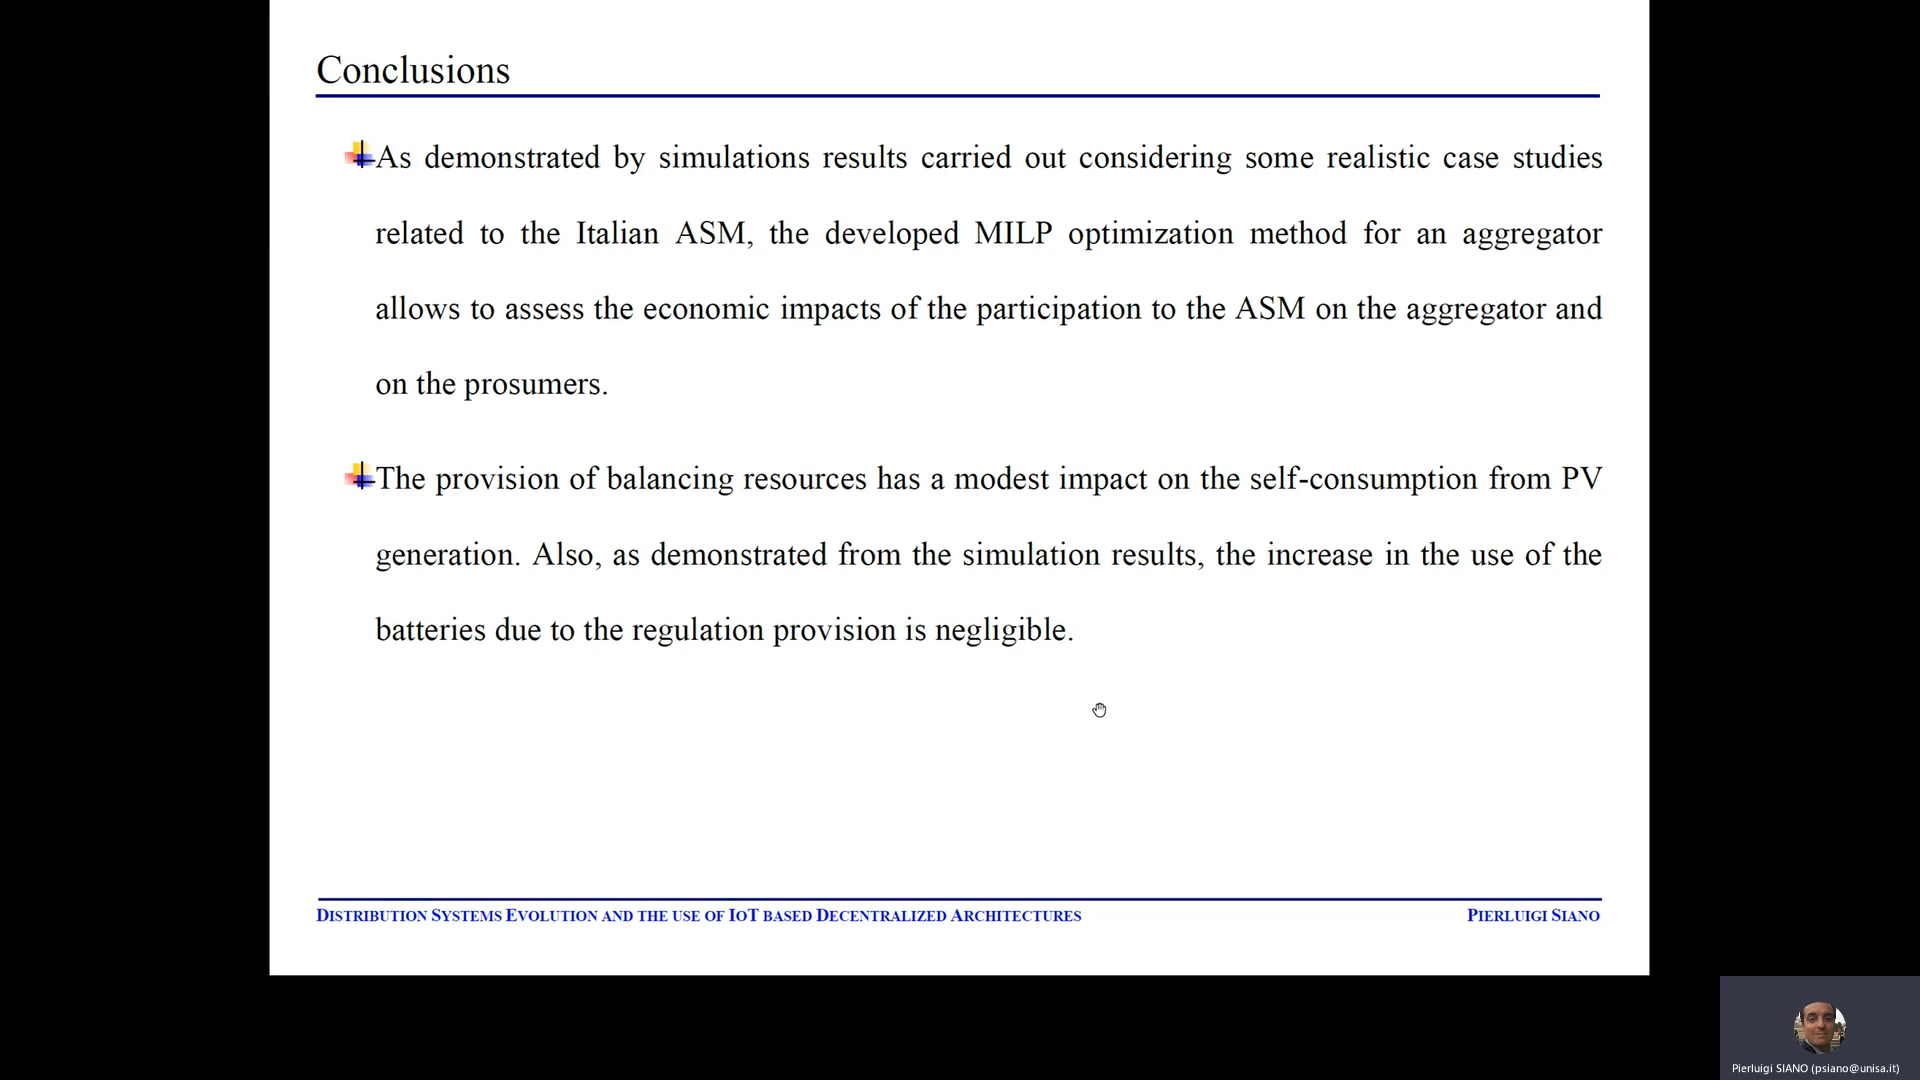 Conclusions
As demonstrated by simulations results carried out considering some realistic case studies
related to the Italian ASM, the developed MILP optimization method for an aggregator
allows to assess the economic impacts of the participation to the ASM on the aggregator and
on the prosumers.
The provision of balancing resources has a modest impact on the self-consumption from PV
generation. Also, as demonstrated from the simulation results, the increase in the use of the
batteries due to the regulation provision is negligible.
DISTRIBUTION SYSTEMS EVOLUTION AND THE USE OF IOT BASED DECENTRALIZED ARCHITECTURES
PIERLUIGI SIANO
Pierluigi SIANO (psiano@unisa.it)